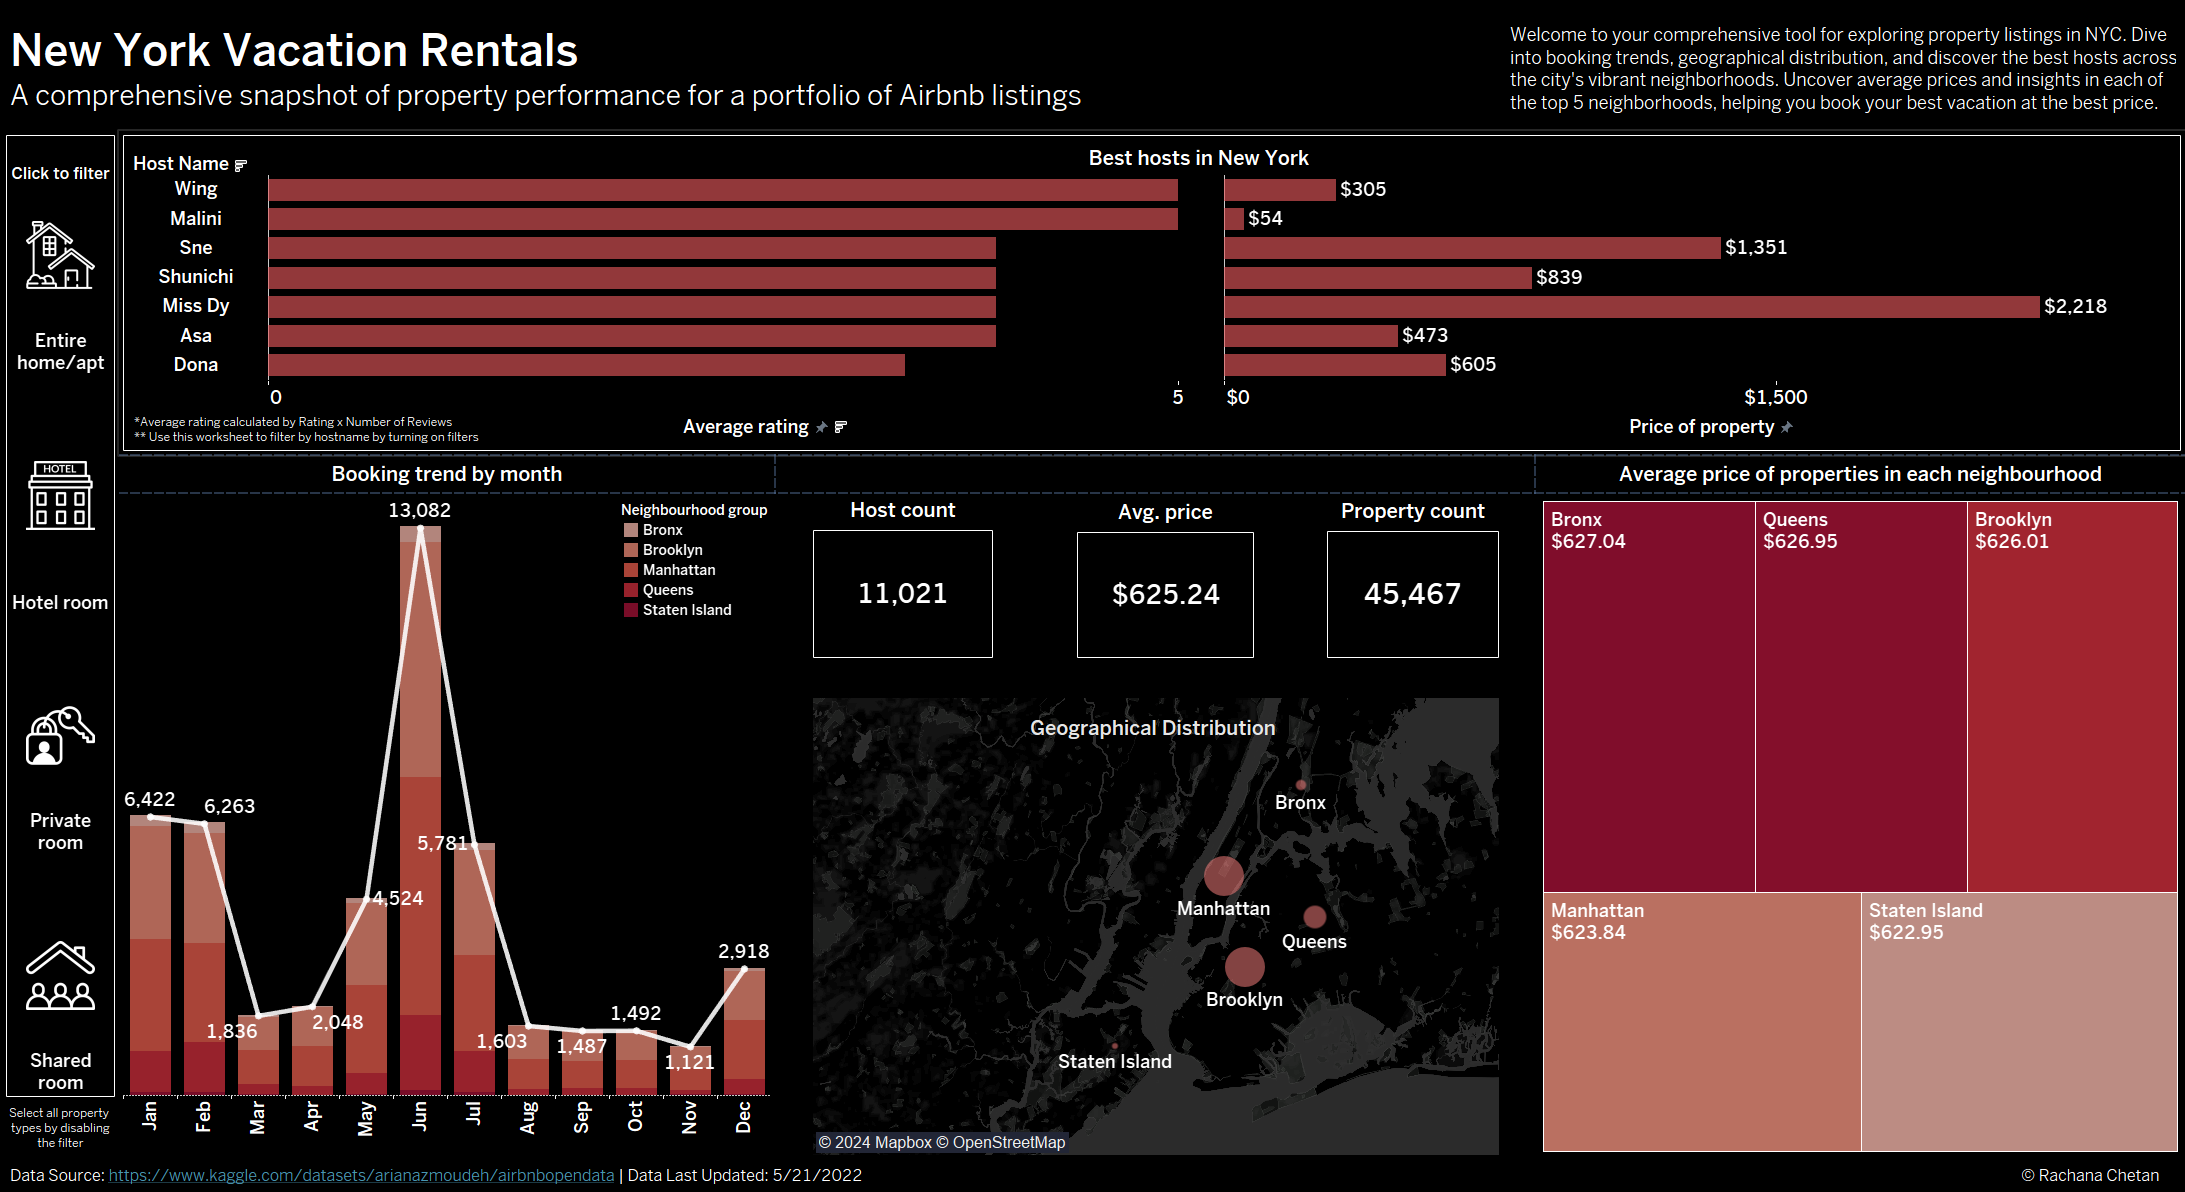 New York Vacation Rentals
A comprehensive snapshot of property performance for a portfolio of Airbnb listings
Welcome to your comprehensive tool for exploring property listings in NYC. Dive
into booking trends, geographical distribution, and discover the best hosts across
the city's vibrant neighborhoods. Uncover average prices and insights in each of
the top 5 neighborhoods, helping you book your best vacation at the best price.
Click to filter
Entire
home/apt
HOTEL
Hotel room
Private
room
Shared
room
Select all property
types by disabling
the filter
Best hosts in New York
Host Name
Wing
$305
Malini
$54
Sne
$1,351
Shunichi
$839
Miss Dy
$2,218
Asa
$473
Dona
$605
0
5
$0
$1,500
Average rating
Price of property
*Average rating calculated by Rating x Number of Reviews
** Use this worksheet to filter by hostname by turning on filters
Booking trend by month
Neighbourhood group
Bronx
Brooklyn
Manhattan
Queens
Staten Island
6,422
6,263
1,836
2,048
4,524
13,082
5,781
1,603
1,487
1,492
1,121
2,918
Jan
Feb
Mar
Apr
May
Jun
Jul
Aug
Sep
Oct
Nov
Dec
Host count
11,021
Avg. price
$625.24
Property count
45,467
Geographical Distribution
Bronx
Manhattan
Queens
Brooklyn
Staten Island
© 2024 Mapbox © OpenStreetMap
Average price of properties in each neighbourhood
Bronx
$627.04
Queens
$626.95
Brooklyn
$626.01
Manhattan
$623.84
Staten Island
$622.95
Data Source: https://www.kaggle.com/datasets/arianazmoudeh/airbnbopendata | Data Last Updated: 5/21/2022
© Rachana Chetan